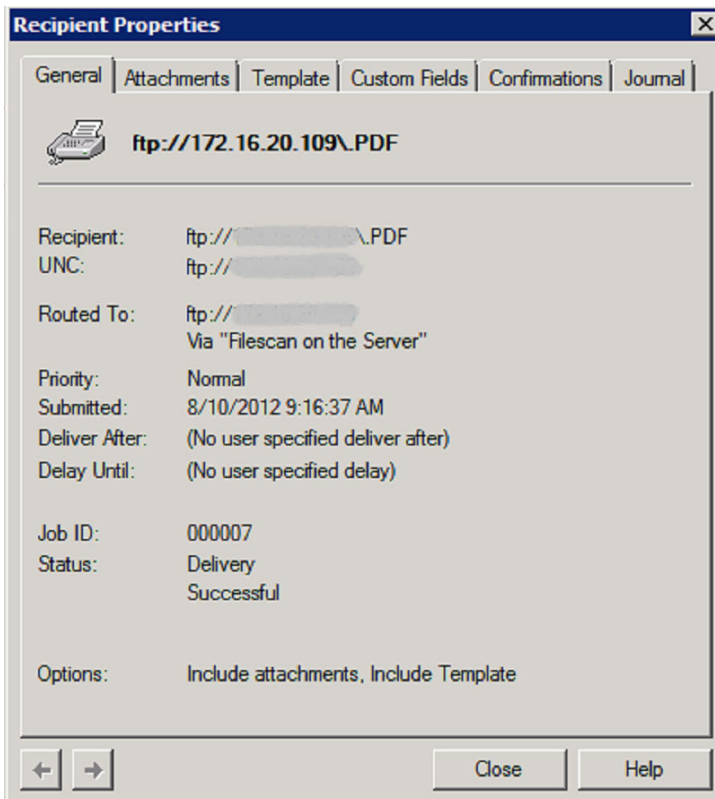 Recipient Properties
General Attachments Template Custom Fields Confirmations Journal
ftp://172.16.20.109\.PDF
Recipient: ftp:// \.PDF
UNC: ftp://
Routed To: ftp://
Via "Filescan on the Server"
Priority: Normal
Submitted: 8/10/2012 9:16:37 AM
Deliver After: (No user specified deliver after)
Delay Until: (No user specified delay)
Job ID: 000007
Status: Delivery
Successful
Options: Include attachments, Include Template
Close Help